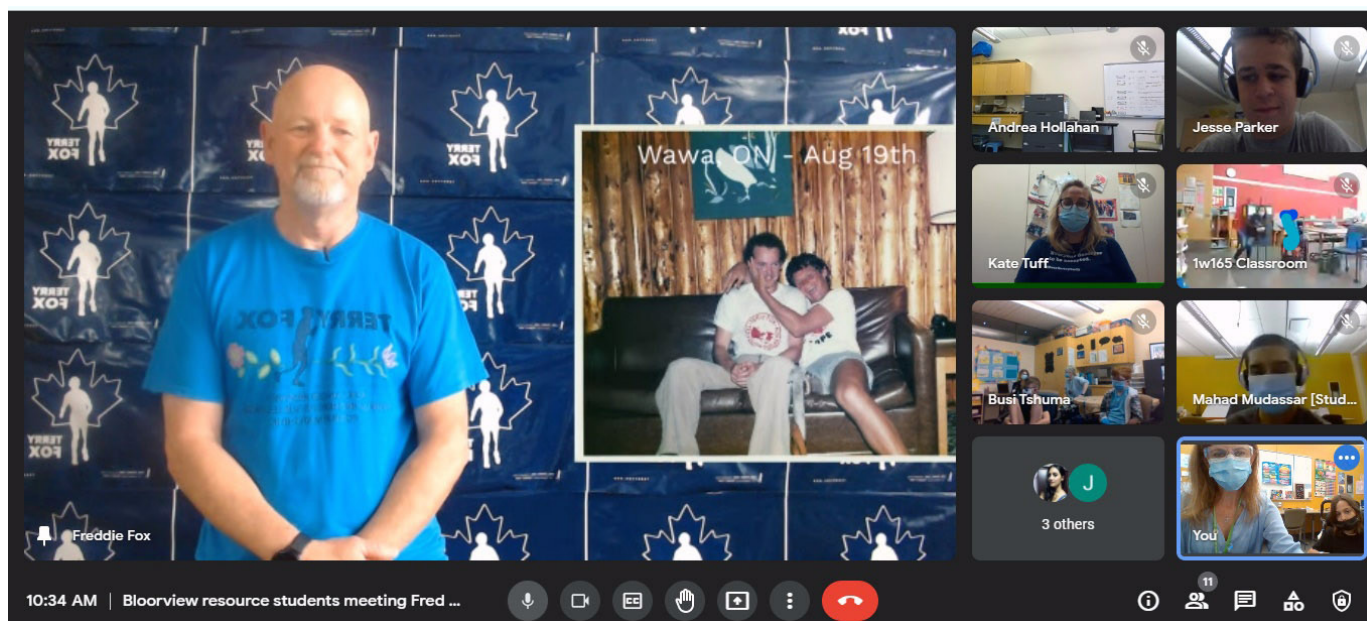 TERRY
FOX
TERRY
FOX
TERRY
FOX
TERRY
FOX
TERRY
FOX
TERRY FOX
Wawa, ON - Aug 19th
Freddie Fox
Andrea Hollahan
Jesse Parker
Kate Tuff
1w165 Classroom
Busi Tshuma
Mahad Mudassar [Stud...
J
3 others
You
10:34 AM | Bloorview resource students meeting Fred ...
CC
11